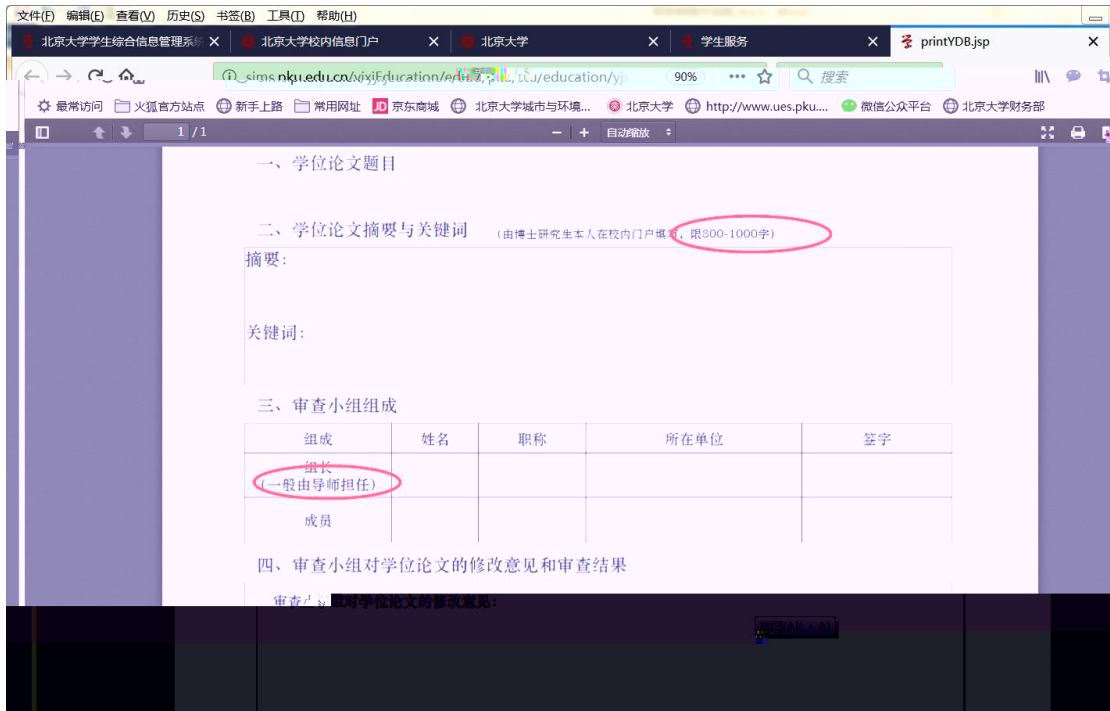 文件(F) 编辑(E) 查看(V) 历史(S) 书签(B) 工具(T) 帮助(H)
北京大学学生综合信息管理系统 × 北京大学校内信息门户 × 北京大学 × 学生服务 × printYDB.jsp ×
90% 搜索
最常访问 火狐官方站点 新手上路 常用网址 JD 京东商城 北京大学城市与环境... 北京大学 http://www.ues.pku.... 微信公众平台 北京大学财务部
1 / 1 － + 自动缩放
一、学位论文题目
二、学位论文摘要与关键词 (由博士研究生本人在校内门户填写，限800-1000字)
摘要:
关键词:
三、审查小组组成
组成 姓名 职称 所在单位 签字
组长
(一般由导师担任)
成员
四、审查小组对学位论文的修改意见和审查结果
审查小组对学位论文的修改意见: